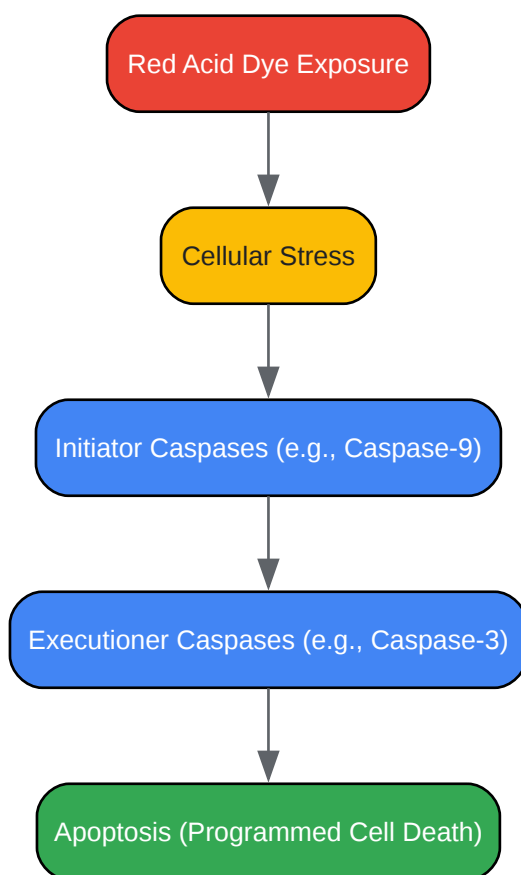 Red Acid Dye Exposure
Cellular Stress
Initiator Caspases (e.g., Caspase-9)
Executioner Caspases (e.g., Caspase-3)
Apoptosis (Programmed Cell Death)